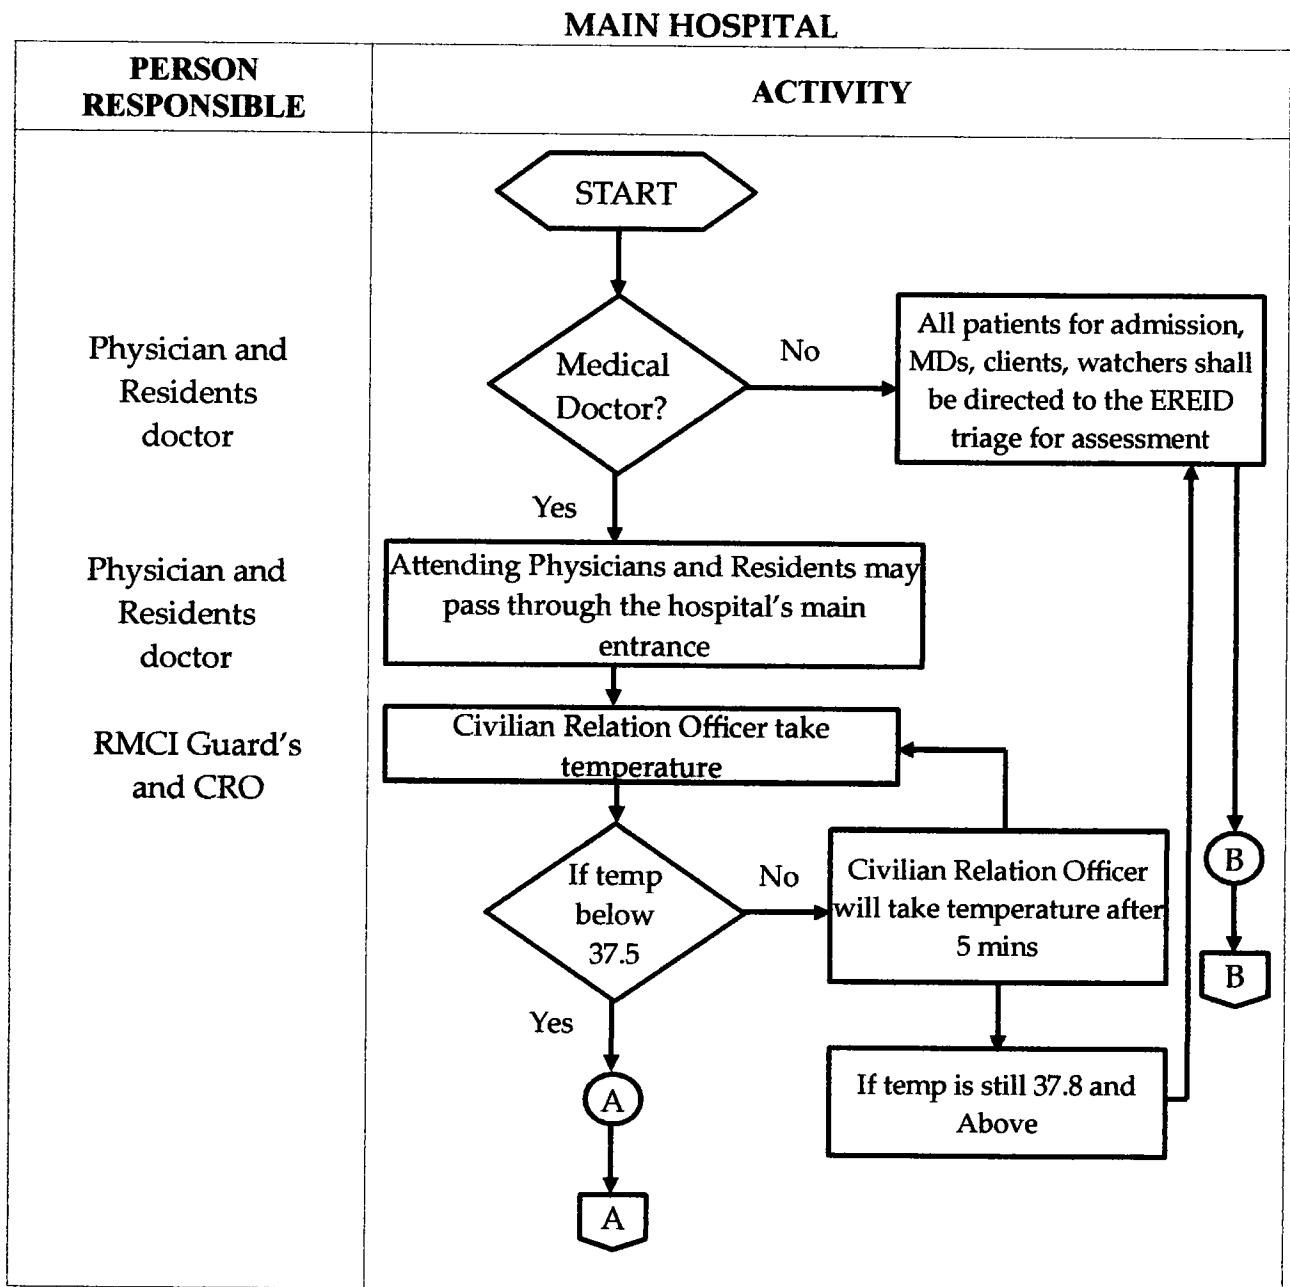 MAIN HOSPITAL
PERSON
RESPONSIBLE
ACTIVITY
START
Physician and
Residents
doctor
Medical
Doctor?
No
All patients for admission,
MDs, clients, watchers shall
be directed to the EREID
triage for assessment
Yes
Physician and
Residents
doctor
Attending Physicians and Residents may
pass through the hospital's main
entrance
RMCI Guard's
and CRO
Civilian Relation Officer take
temperature
If temp
below
37.5
No
Civilian Relation Officer
will take temperature after
5 mins
B
B
Yes
If temp is still 37.8 and
Above
A
A